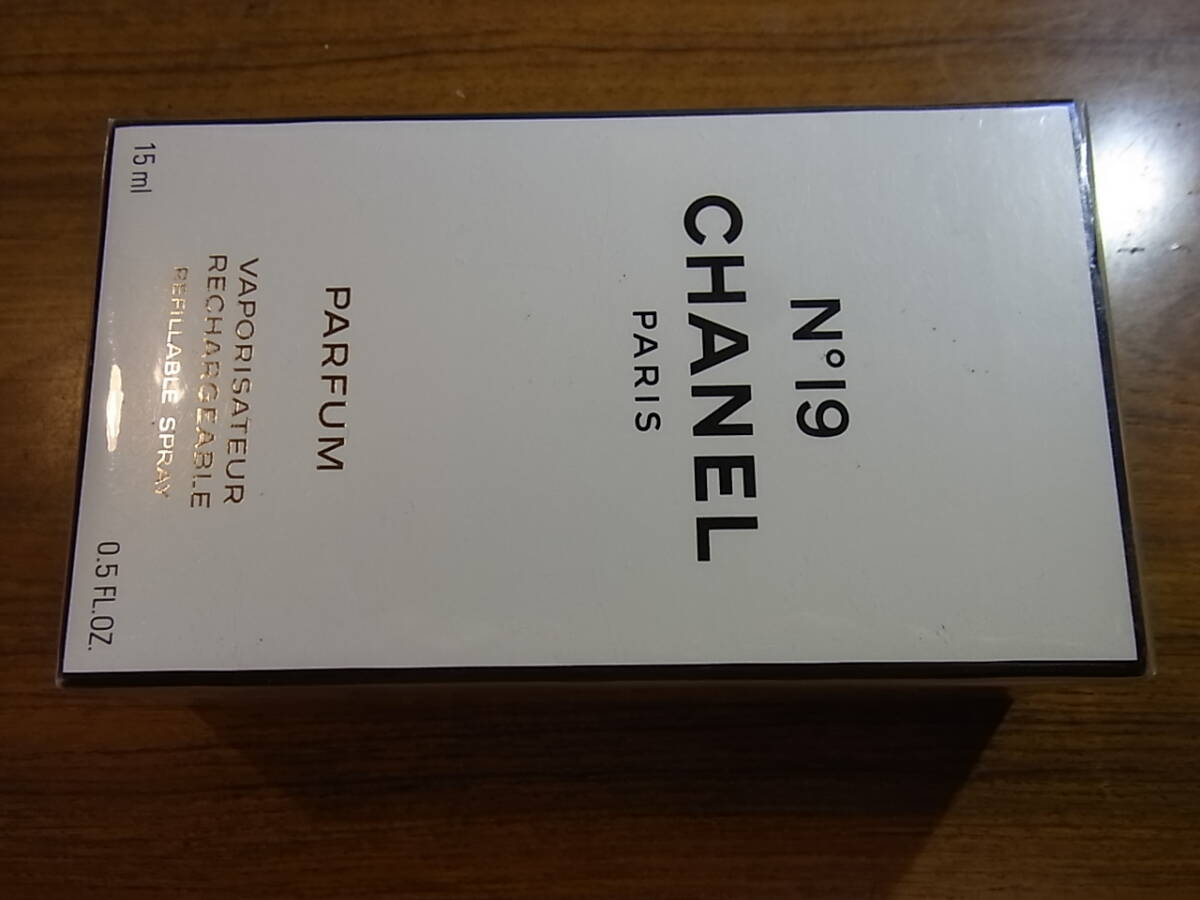 N°19
CHANEL
PARIS
PARFUM
VAPORISATEUR
RECHARGEABLE
REFILLABLE SPRAY
15 ml 0.5 FL.OZ.